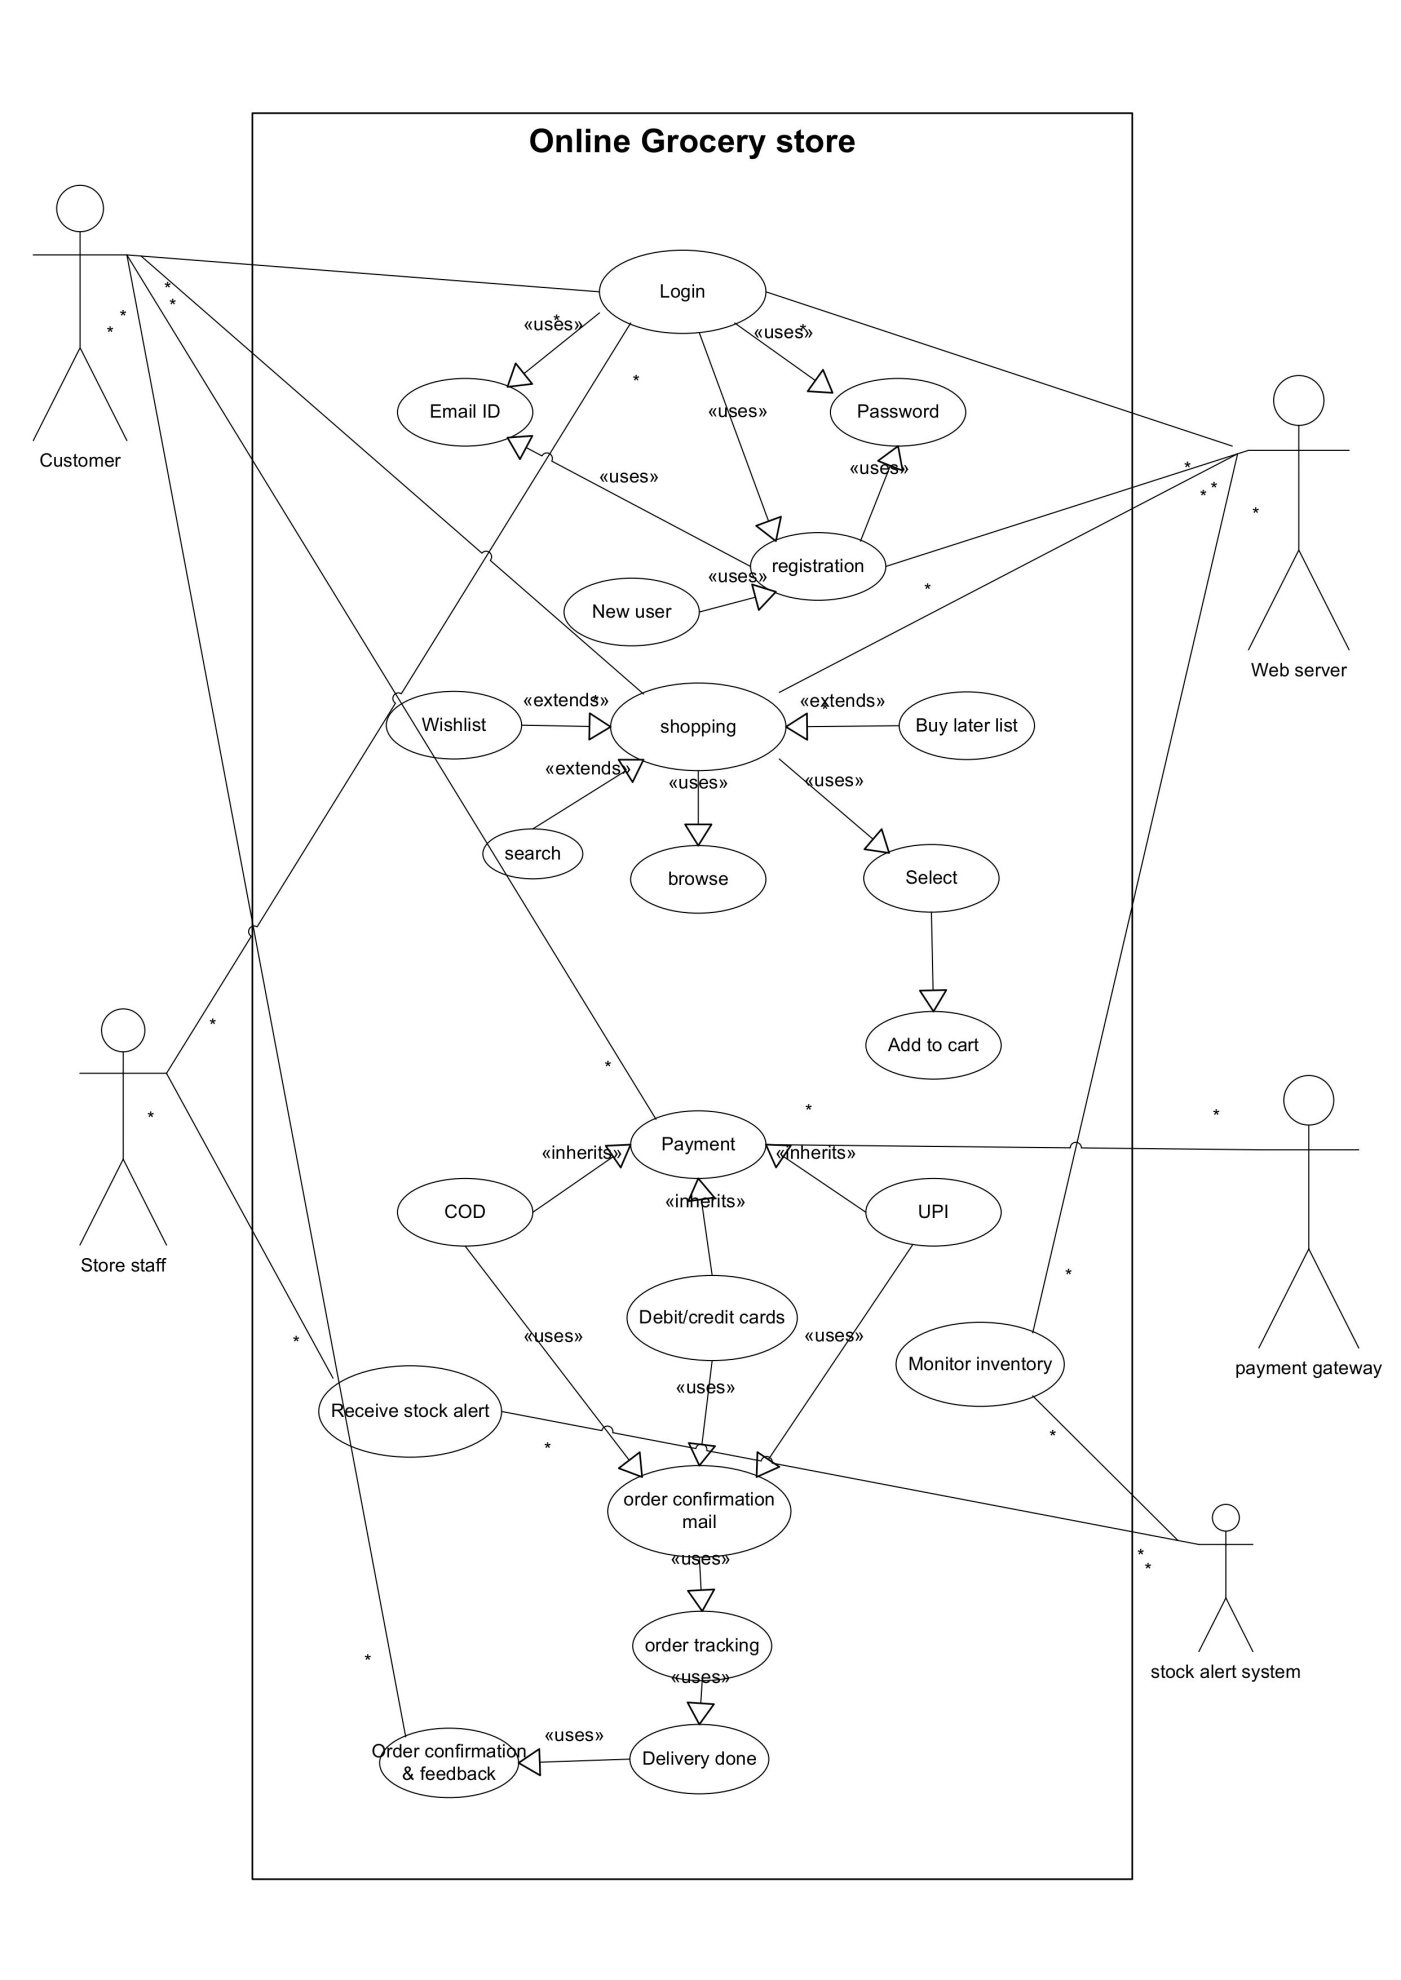 Online Grocery store
Login
*
*
*
*
«uses»
*
«uses»
*
*
Email ID
«uses»
Password
Customer
*
«uses»
«uses»
*
*
*
registration
«uses»
*
New user
Web server
«extends»
*
«extends»
*
Wishlist
shopping
Buy later list
«extends»
«uses»
«uses»
search
browse
Select
*
Add to cart
*
*
*
*
Payment
«inherits»
«inherits»
«inherits»
COD
UPI
Store staff
*
Debit/credit cards
*
«uses»
«uses»
Monitor inventory
payment gateway
«uses»
Receive stock alert
*
*
order confirmation
mail
*
«uses»
*
order tracking
*
stock alert system
«uses»
«uses»
Order confirmation
& feedback
Delivery done